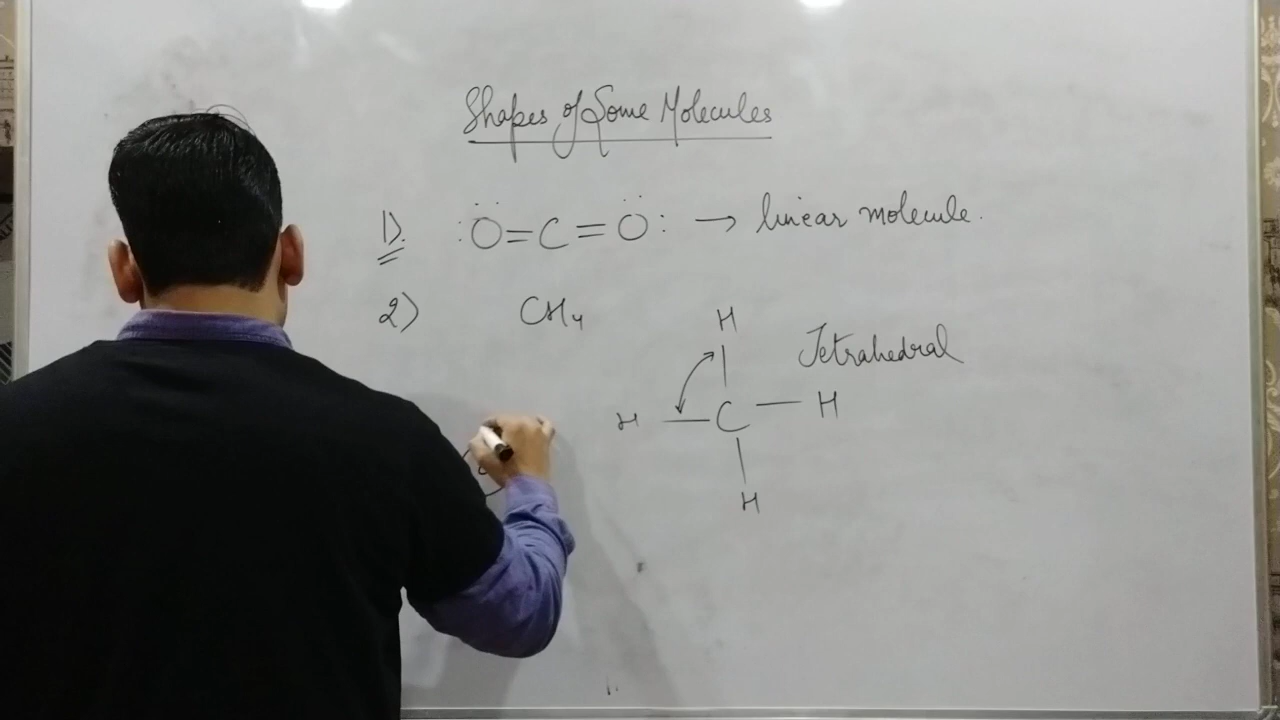 Shapes of Some Molecules
1). :Ö=C=Ö: → linear molecule.
2) CH4
H
Tetrahedral
H — C — H
H